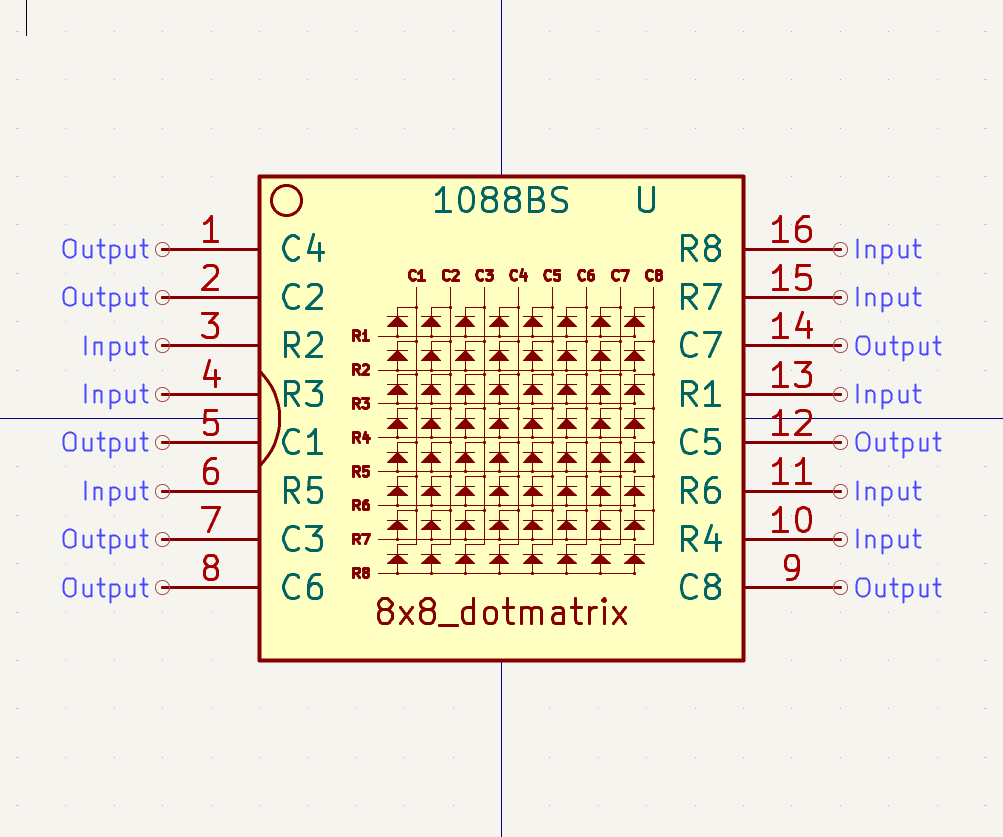 1088BS U
Output 1 C4
R8 16 Input
Output 2 C2
R7 15 Input
Input 3 R2
C7 14 Output
Input 4 R3
R1 13 Input
Output 5 C1
C5 12 Output
Input 6 R5
R6 11 Input
Output 7 C3
R4 10 Input
Output 8 C6
C8 9 Output
C1 C2 C3 C4 C5 C6 C7 C8
R1
R2
R3
R4
R5
R6
R7
R8
8x8_dotmatrix